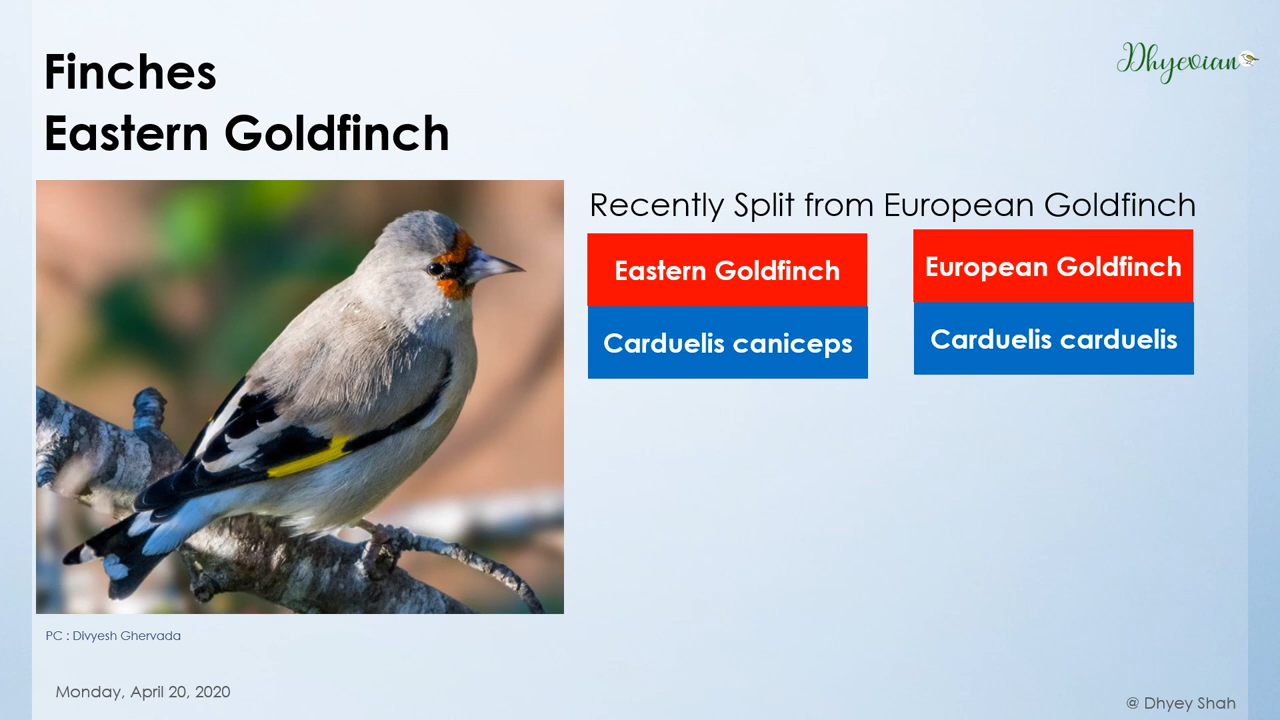 Finches
Eastern Goldfinch
Dhyevian
Recently Split from European Goldfinch
Eastern Goldfinch
Carduelis caniceps
European Goldfinch
Carduelis carduelis
PC : Divyesh Ghervada
Monday, April 20, 2020
@ Dhyey Shah